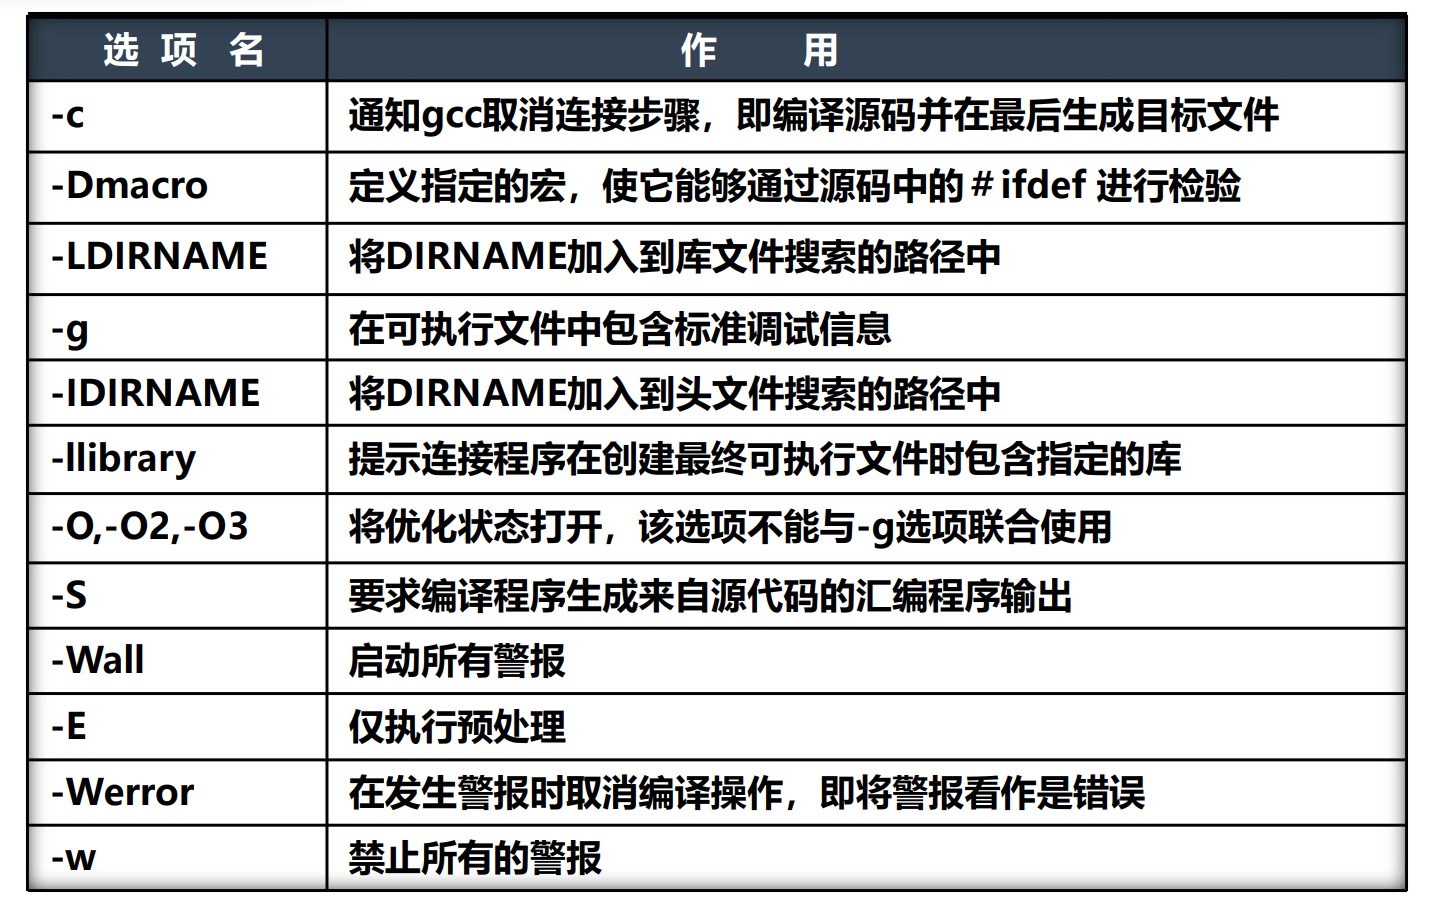 选 项 名 作 用
-c 通知gcc取消连接步骤，即编译源码并在最后生成目标文件
-Dmacro 定义指定的宏，使它能够通过源码中的＃ifdef 进行检验
-LDIRNAME 将DIRNAME加入到库文件搜索的路径中
-g 在可执行文件中包含标准调试信息
-IDIRNAME 将DIRNAME加入到头文件搜索的路径中
-llibrary 提示连接程序在创建最终可执行文件时包含指定的库
-O,-O2,-O3 将优化状态打开，该选项不能与-g选项联合使用
-S 要求编译程序生成来自源代码的汇编程序输出
-Wall 启动所有警报
-E 仅执行预处理
-Werror 在发生警报时取消编译操作，即将警报看作是错误
-w 禁止所有的警报